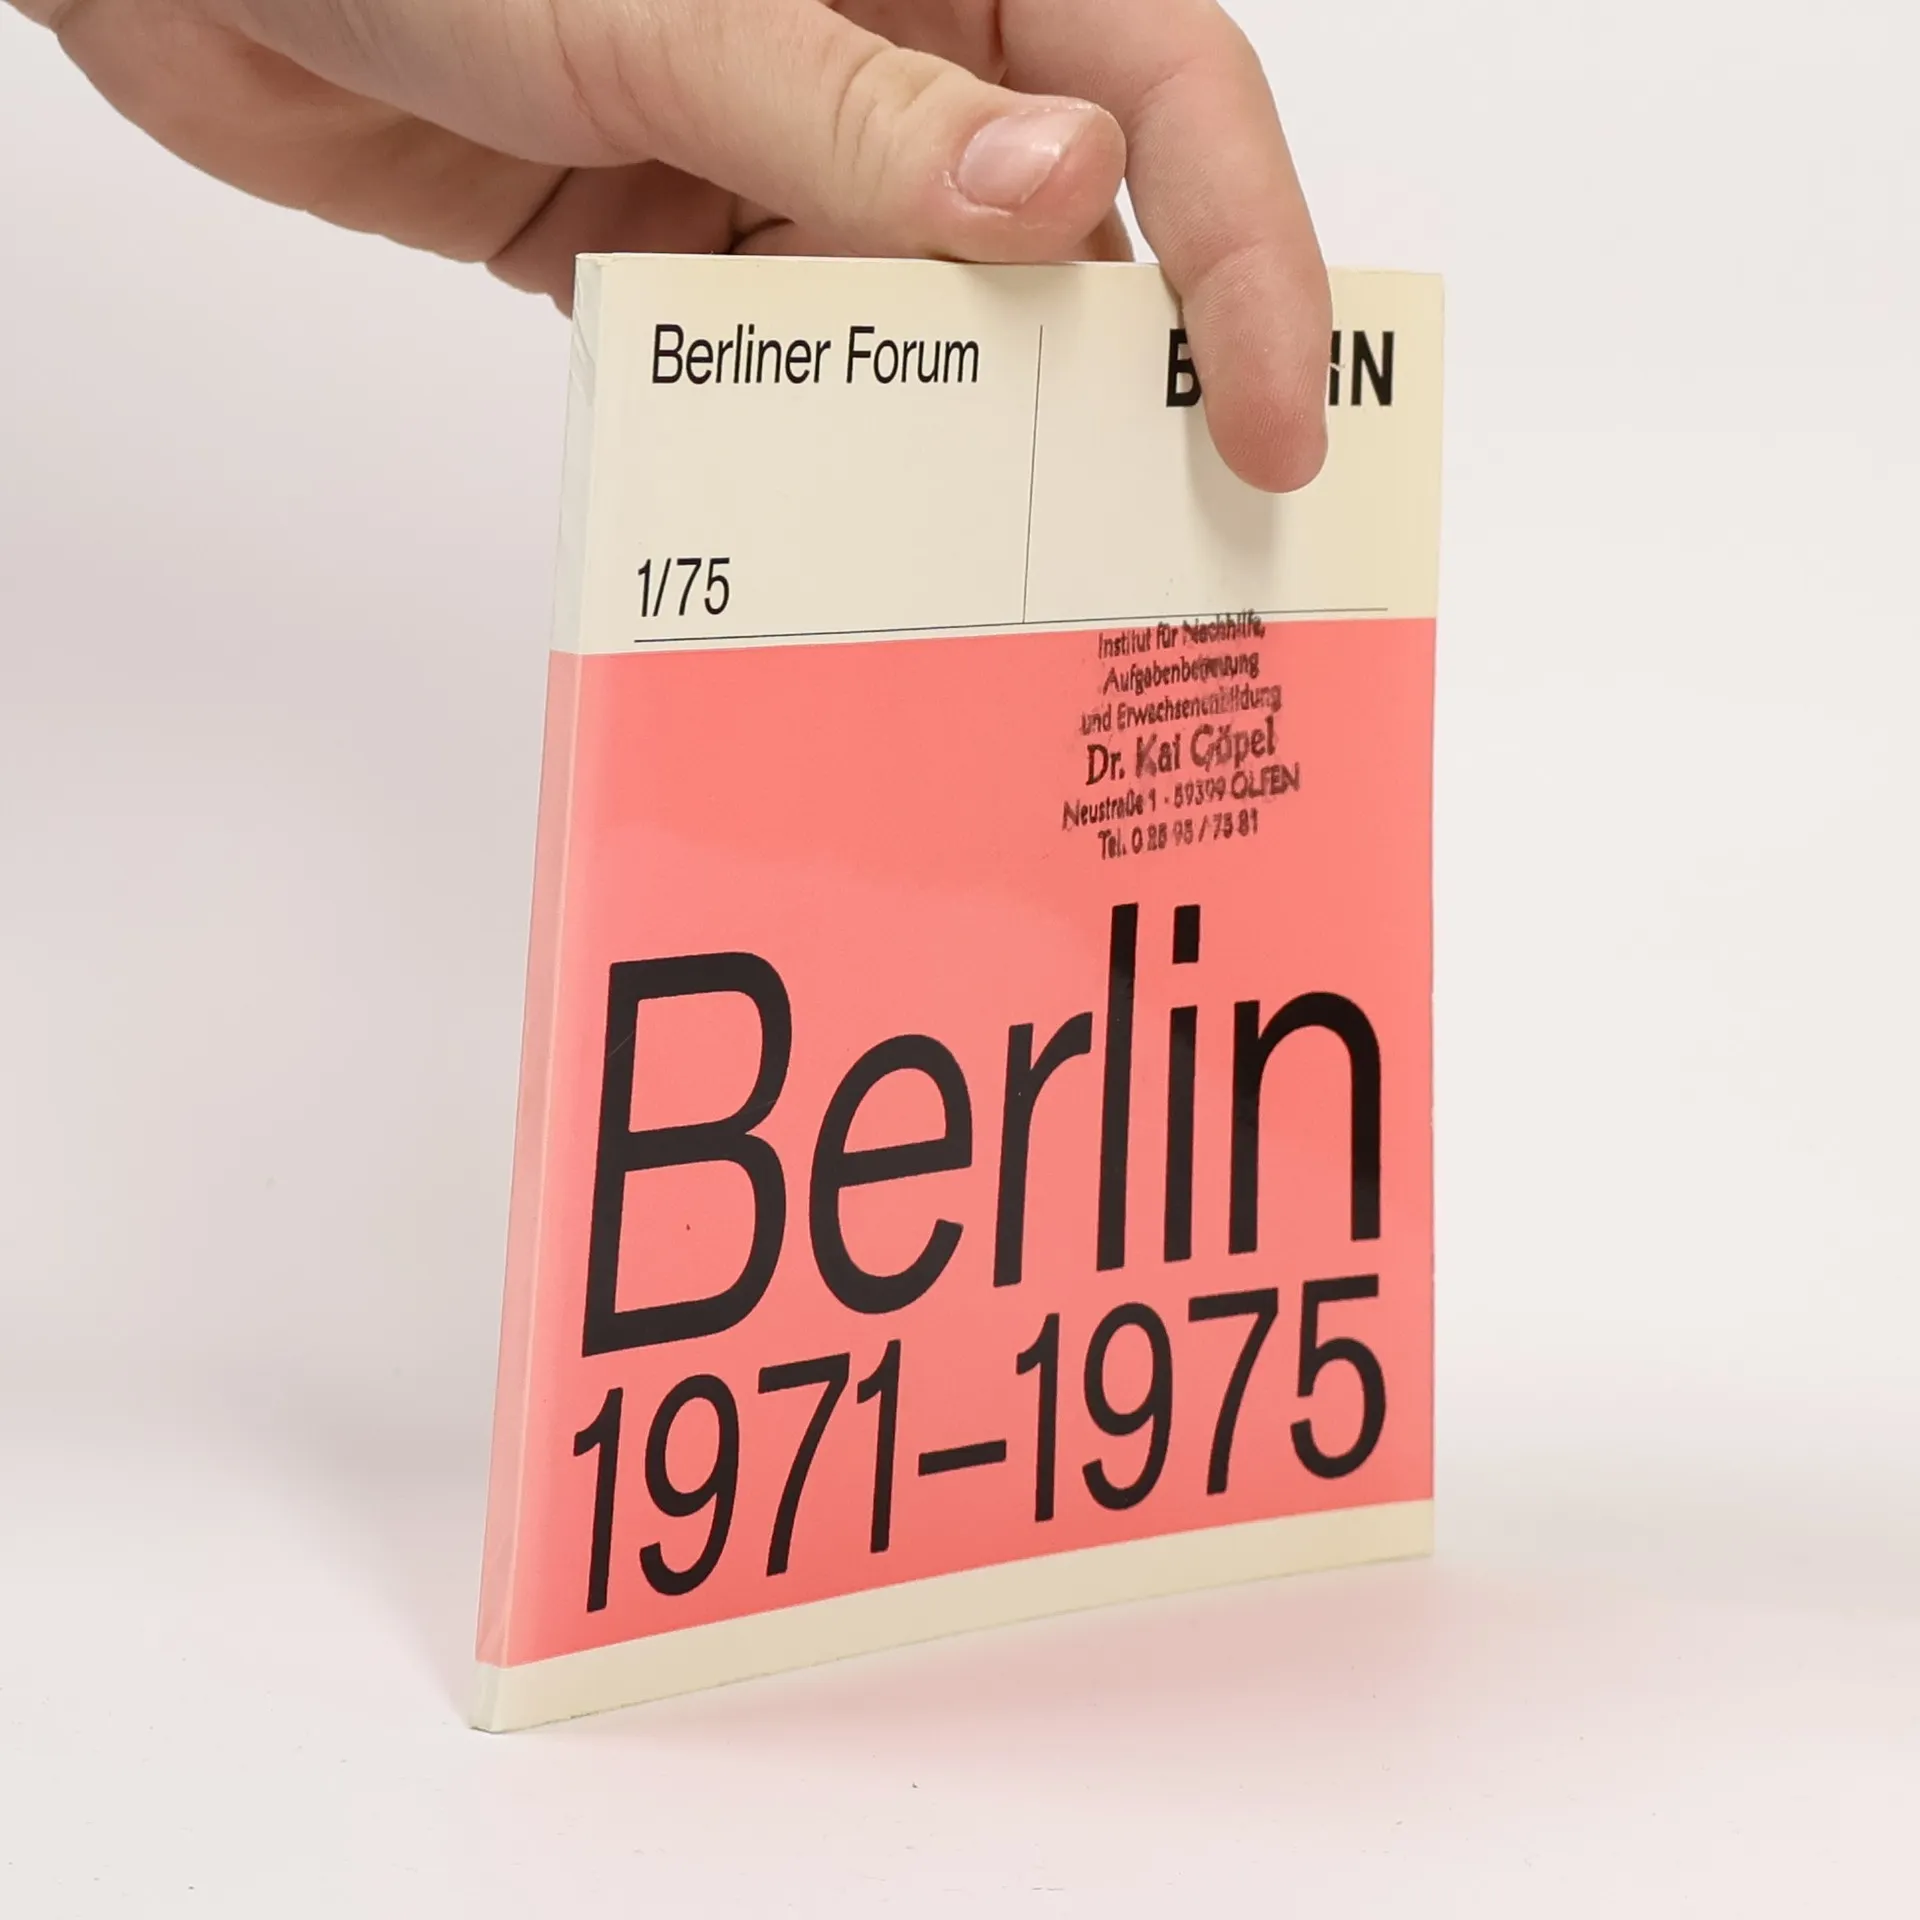 Berliner Forum
B IN
1/75
Institut für Nachhilfe,
Aufgabenbetreuung
und Erwachsenenbildung
Dr. Kai Göpel
Neustraße 1 - 59399 OLFEN
Tel. 0 25 95 / 75 81
Berlin
1971–1975